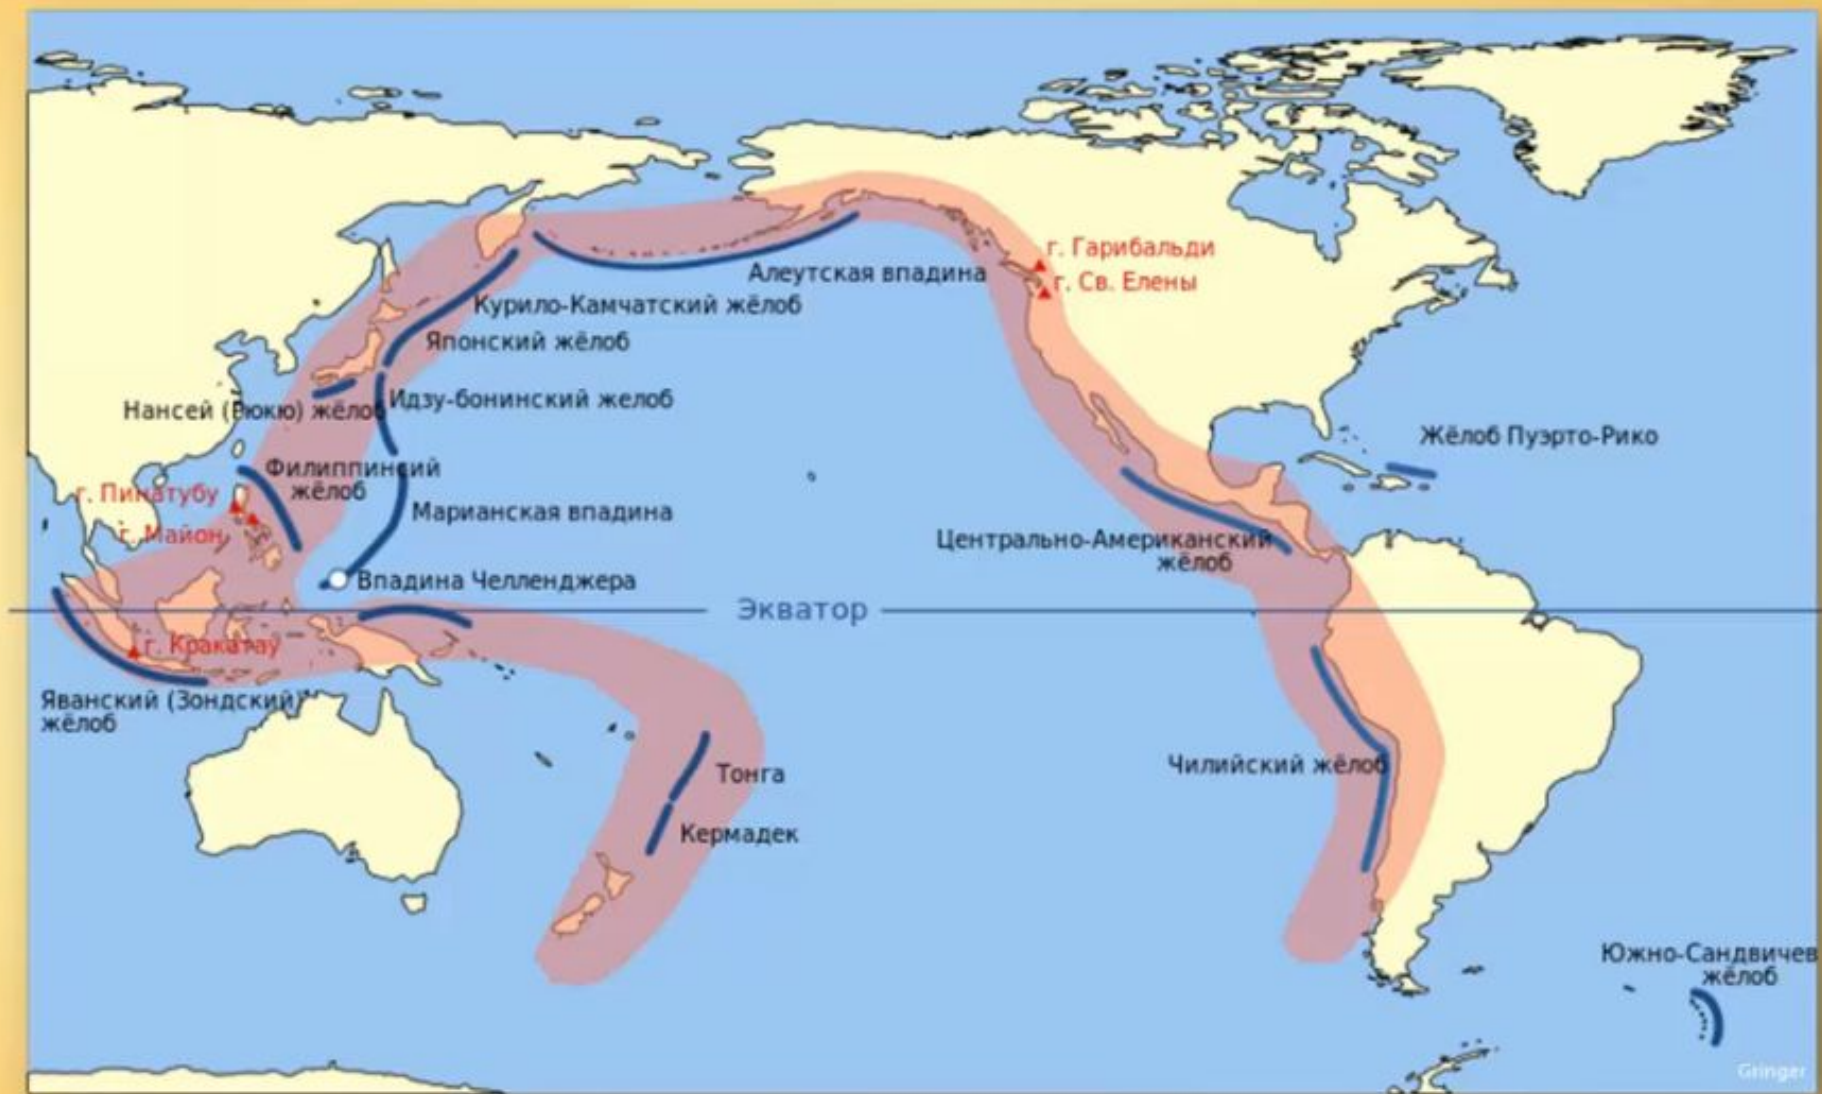 г. Гарибальди
г. Св. Елены
Алеутская впадина
Курило-Камчатский жёлоб
Японский жёлоб
Идзу-бонинский желоб
Нансей (Рюкю) жёлоб
Жёлоб Пуэрто-Рико
Филиппинский
жёлоб
г. Пинатубу
Марианская впадина
г. Майон
Центрально-Американский
жёлоб
Впадина Челленджера
Экватор
г. Кракатау
Яванский (Зондский)
жёлоб
Чилийский жёлоб
Тонга
Кермадек
Южно-Сандвичев
жёлоб
Gringer